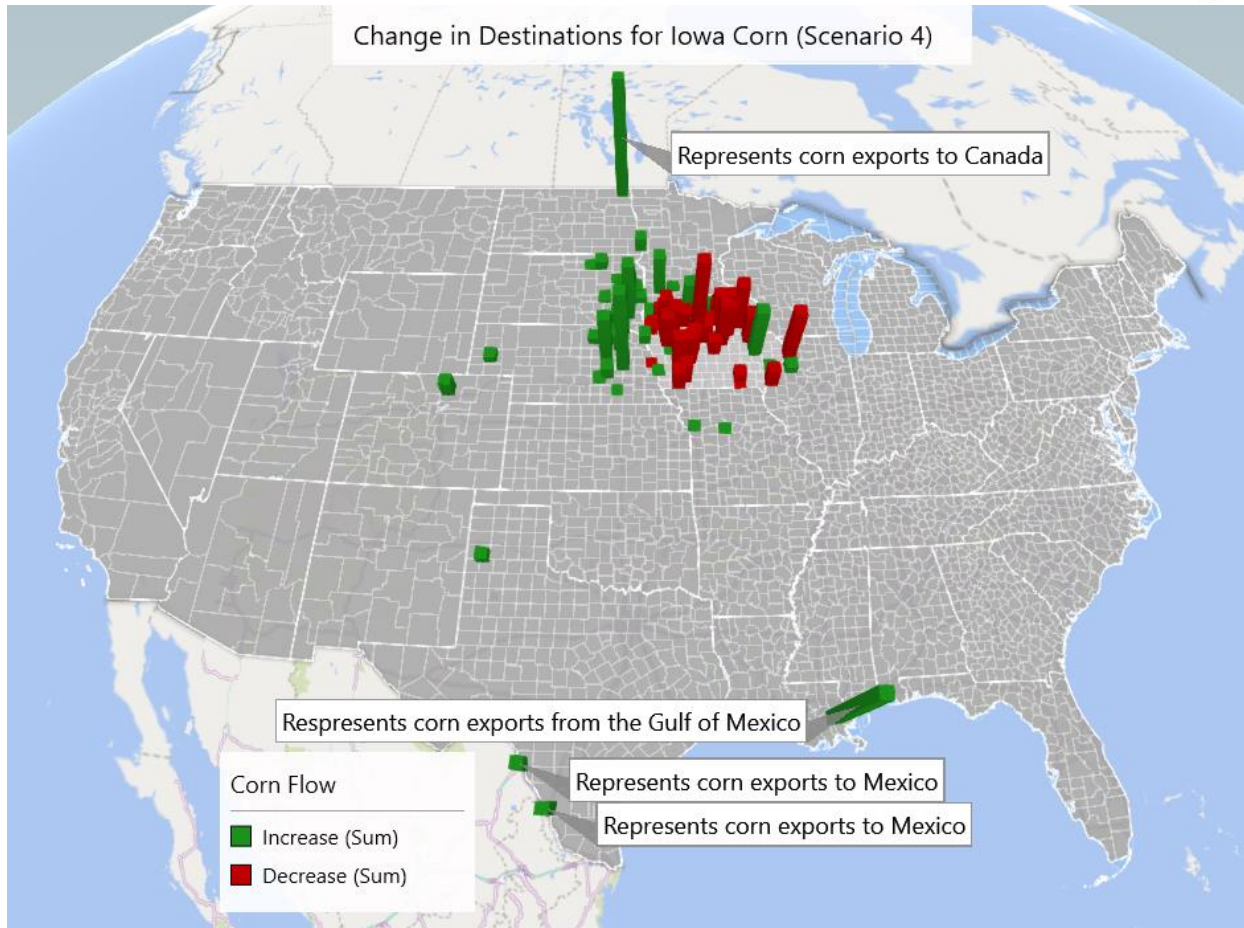 Change in Destinations for Iowa Corn (Scenario 4)
Represents corn exports to Canada
Respresents corn exports from the Gulf of Mexico
Represents corn exports to Mexico
Represents corn exports to Mexico
Corn Flow
Increase (Sum)
Decrease (Sum)